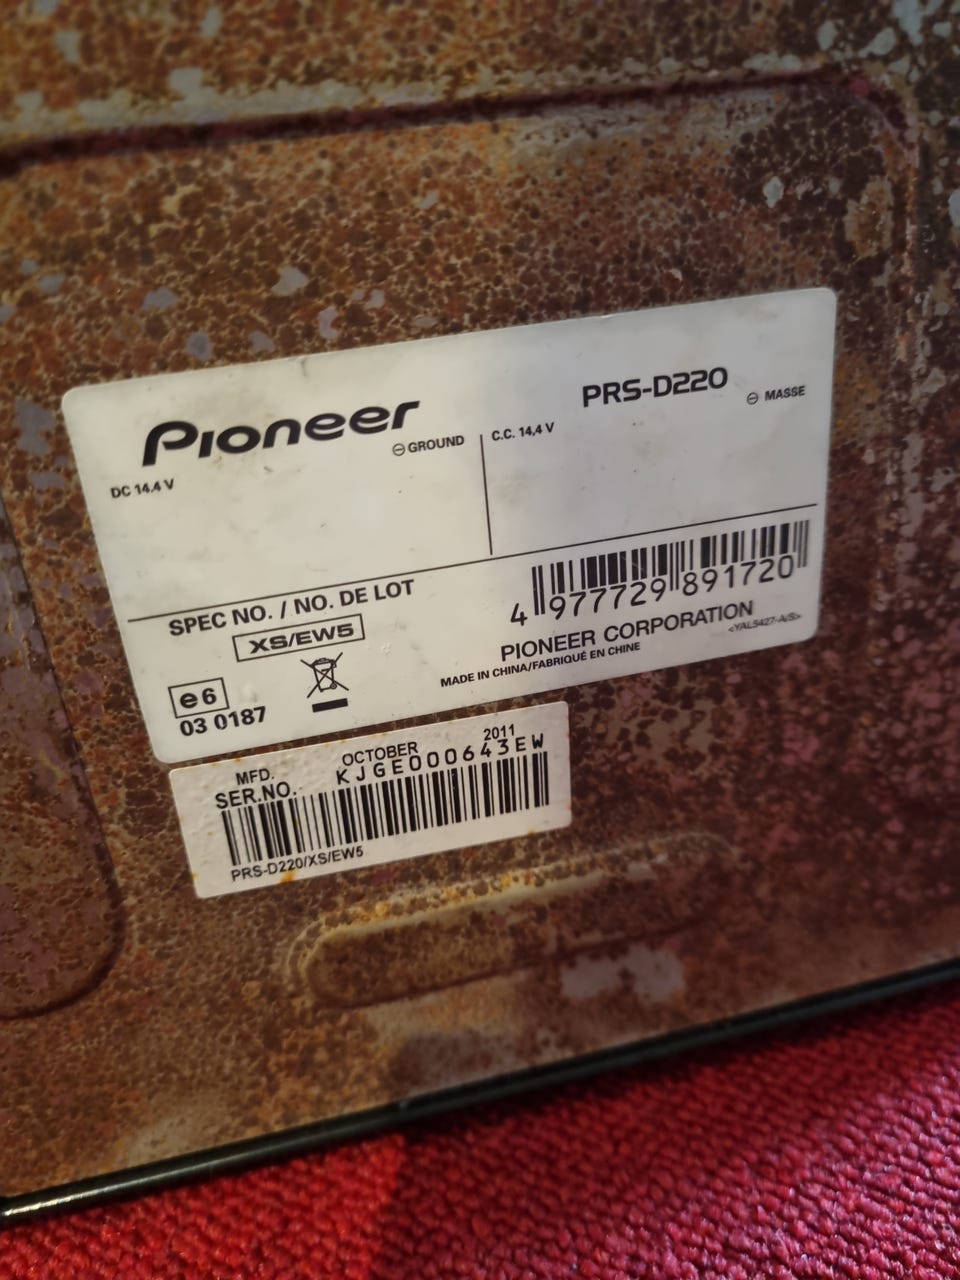 Pioneer
PRS-D220
DC 14.4 V
⊖ GROUND
C.C. 14,4 V
⊖ MASSE
SPEC NO. / NO. DE LOT
XS/EW5
e6
03 0187
4 977729 891720
PIONEER CORPORATION
<YAL5427-A/S>
MADE IN CHINA/FABRIQUÉ EN CHINE
MFD. OCTOBER 2011
SER.NO. KJGE000643EW
PRS-D220/XS/EW5